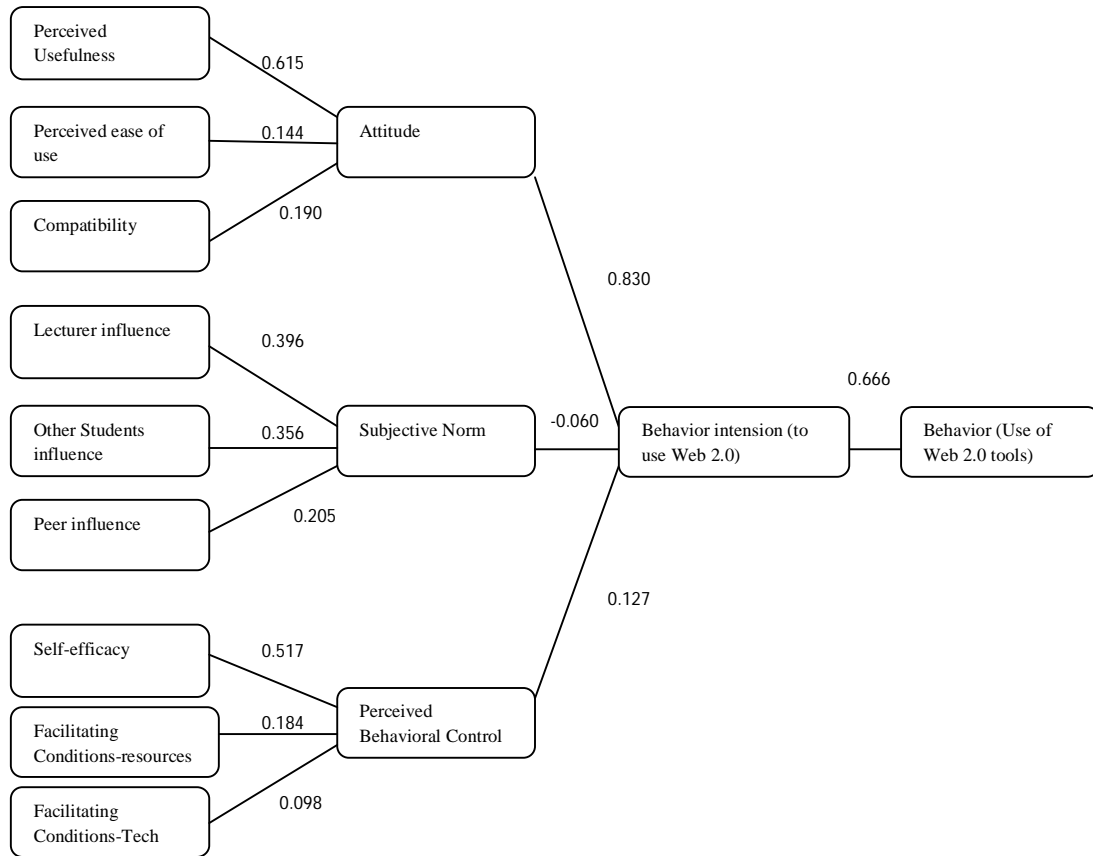 Perceived
Usefulness
0.615
Perceived ease of
use
0.144
Attitude
Compatibility
0.190
0.830
Lecturer influence
0.396
0.666
Other Students
influence
0.356
Subjective Norm
-0.060
Behavior intension (to
use Web 2.0)
Behavior (Use of
Web 2.0 tools)
Peer influence
0.205
0.127
Self-efficacy
0.517
Facilitating
Conditions-resources
0.184
Perceived
Behavioral Control
Facilitating
Conditions-Tech
0.098